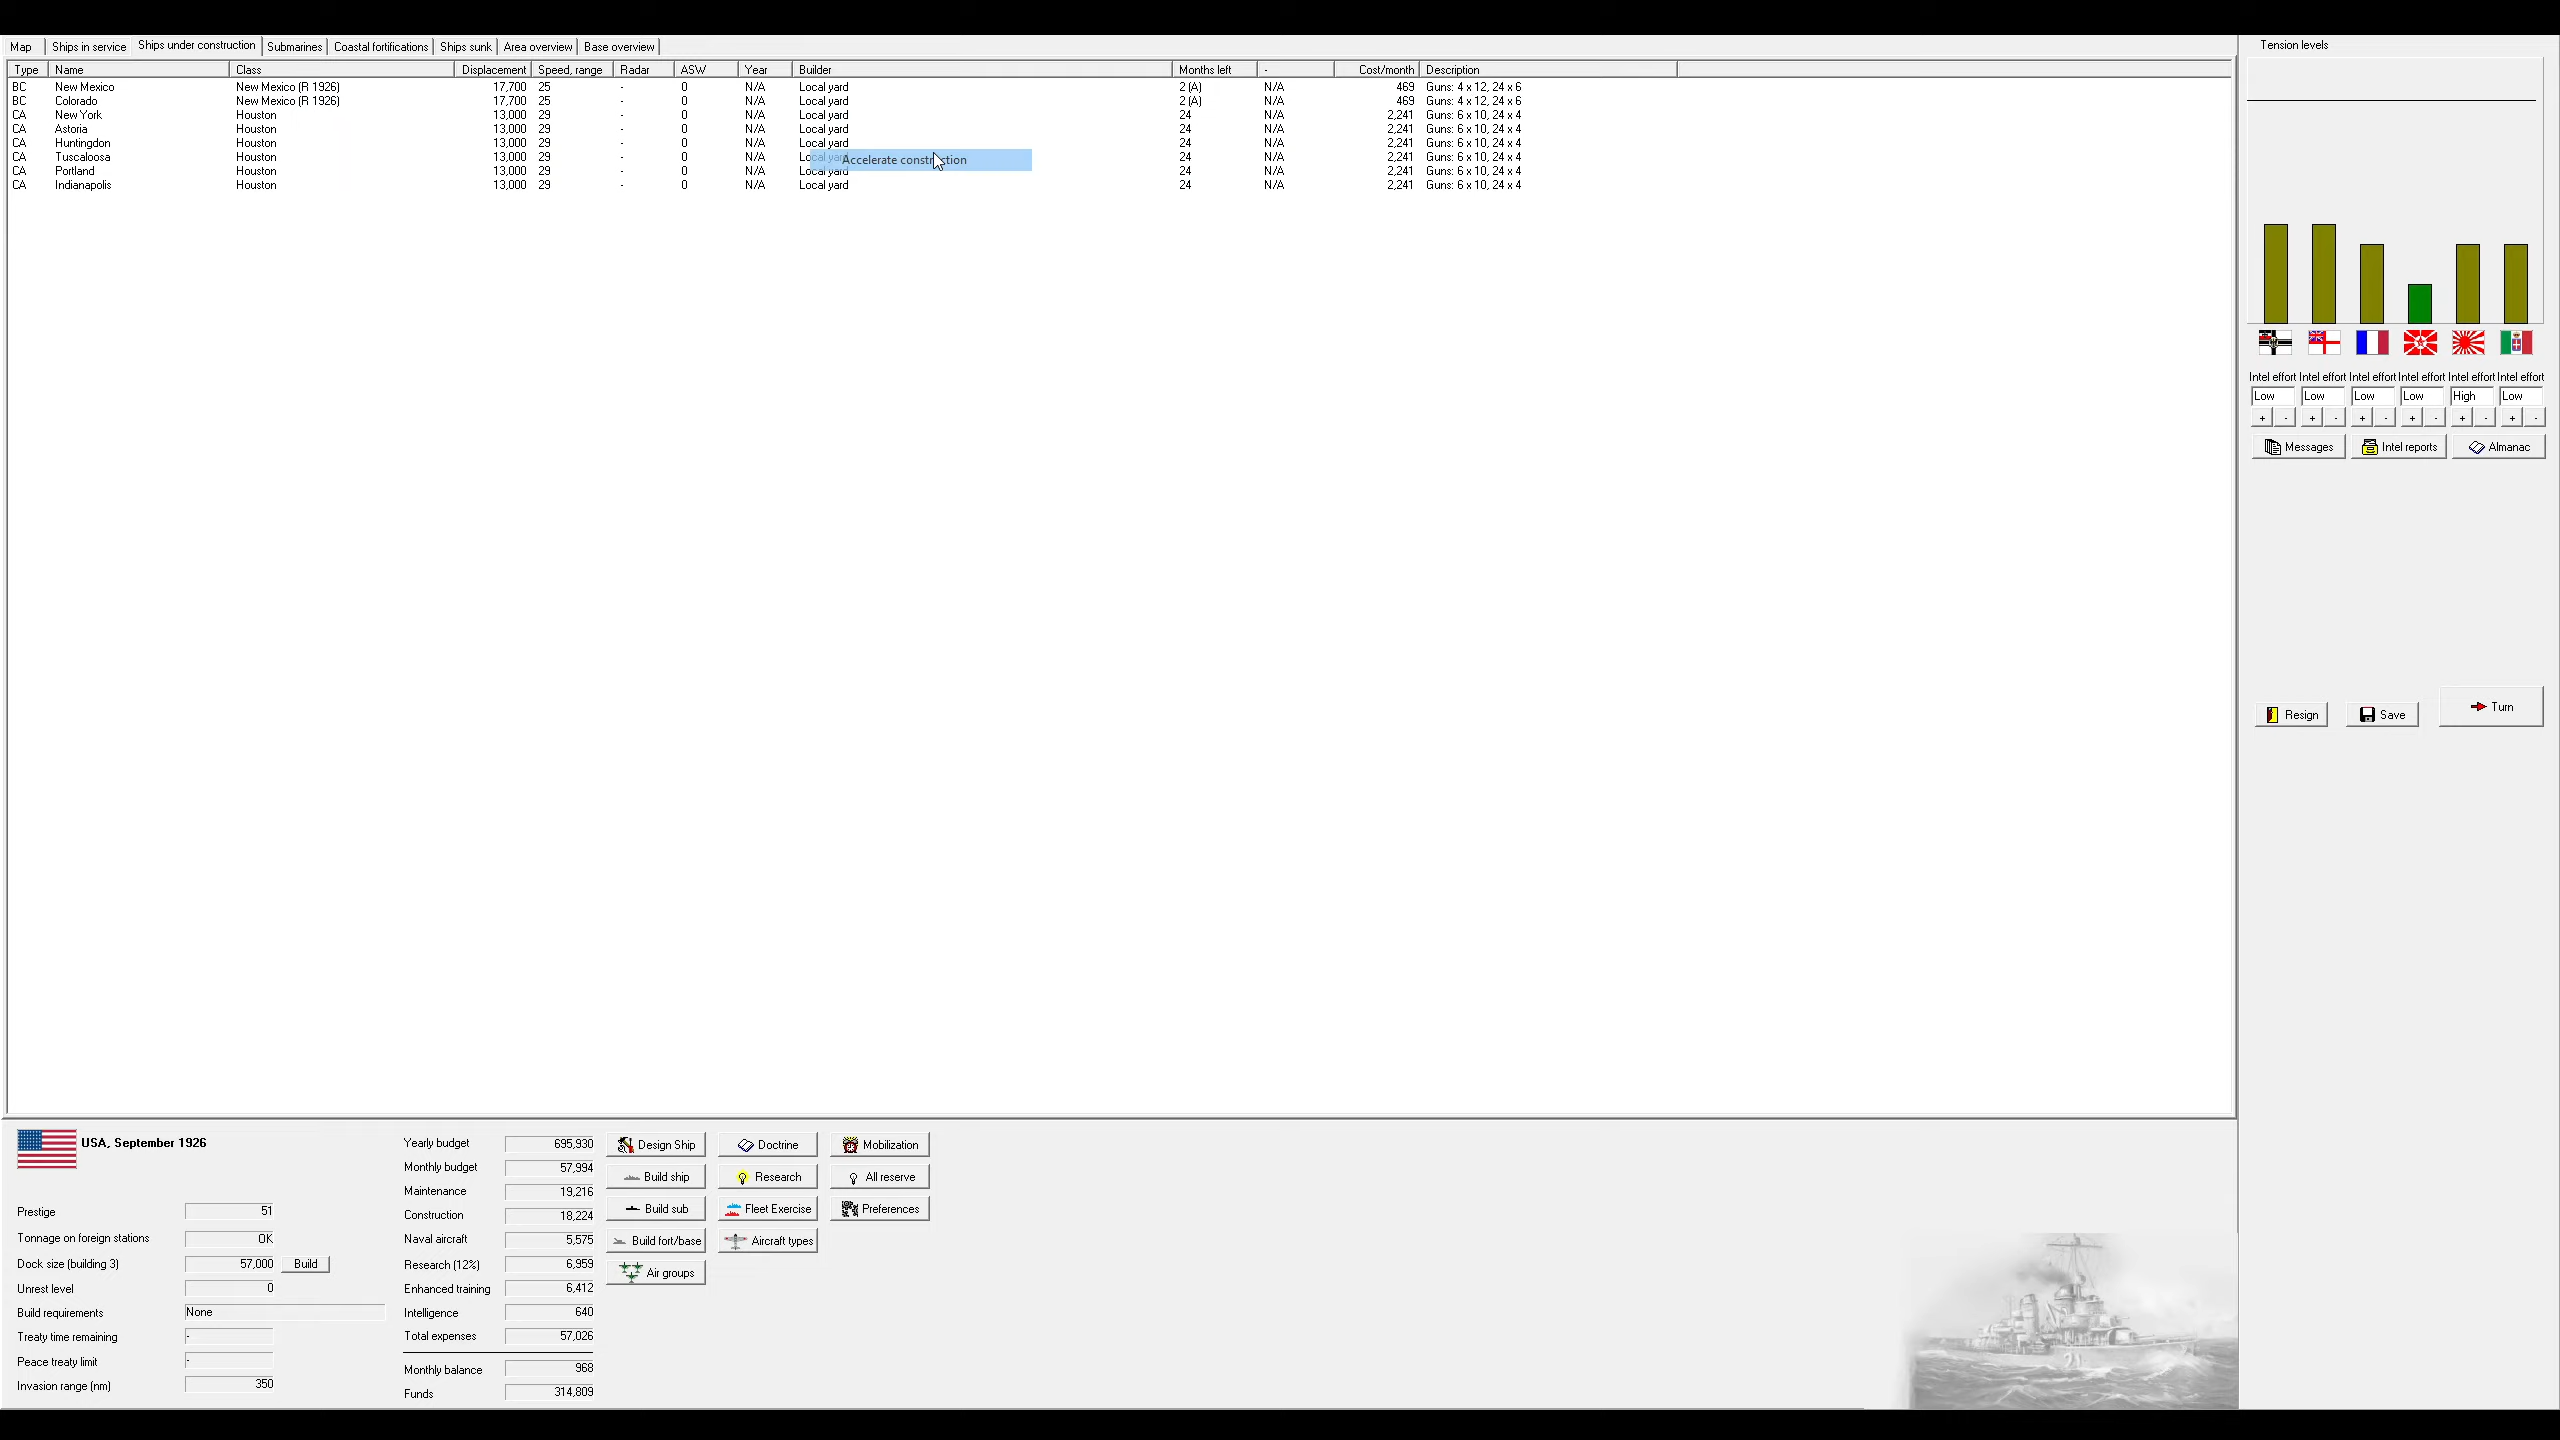 Map Ships in service Ships under construction Submarines Coastal fortifications Ships sunk Area overview Base overview Tension levels
Type Name Class Displacement Speed, range Radar ASW Year Builder Months left - Cost/month Description
BC New Mexico New Mexico (R 1926) 17,700 25 - 0 N/A Local yard 2 (A) N/A 469 Guns: 4 x 12, 24 x 6
BC Colorado New Mexico (R 1926) 17,700 25 - 0 N/A Local yard 2 (A) N/A 469 Guns: 4 x 12, 24 x 6
CA New York Houston 13,000 29 - 0 N/A Local yard 24 N/A 2,241 Guns: 6 x 10, 24 x 4
CA Astoria Houston 13,000 29 - 0 N/A Local yard 24 N/A 2,241 Guns: 6 x 10, 24 x 4
CA Huntingdon Houston 13,000 29 - 0 N/A Local yard 24 N/A 2,241 Guns: 6 x 10, 24 x 4
CA Tuscaloosa Houston 13,000 29 - 0 N/A Local yard 24 N/A 2,241 Guns: 6 x 10, 24 x 4
Accelerate construction
CA Portland Houston 13,000 29 - 0 N/A Local yard 24 N/A 2,241 Guns: 6 x 10, 24 x 4
CA Indianapolis Houston 13,000 29 - 0 N/A Local yard 24 N/A 2,241 Guns: 6 x 10, 24 x 4
Intel effort Intel effort Intel effort Intel effort Intel effort Intel effort
Low Low Low Low High Low
+ - + - + - + - + - + -
Messages Intel reports Almanac
Resign Save Turn
USA, September 1926
Prestige 51
Tonnage on foreign stations OK
Dock size (building 3) 57,000 Build
Unrest level 0
Build requirements None
Treaty time remaining -
Peace treaty limit -
Invasion range (nm) 350
Yearly budget 695,930
Monthly budget 57,994
Maintenance 19,216
Construction 18,224
Naval aircraft 5,575
Research (12%) 6,959
Enhanced training 6,412
Intelligence 640
Total expenses 57,026
Monthly balance 968
Funds 314,809
Design Ship Doctrine Mobilization
Build ship Research All reserve
Build sub Fleet Exercise Preferences
Build fort/base Aircraft types
Air groups